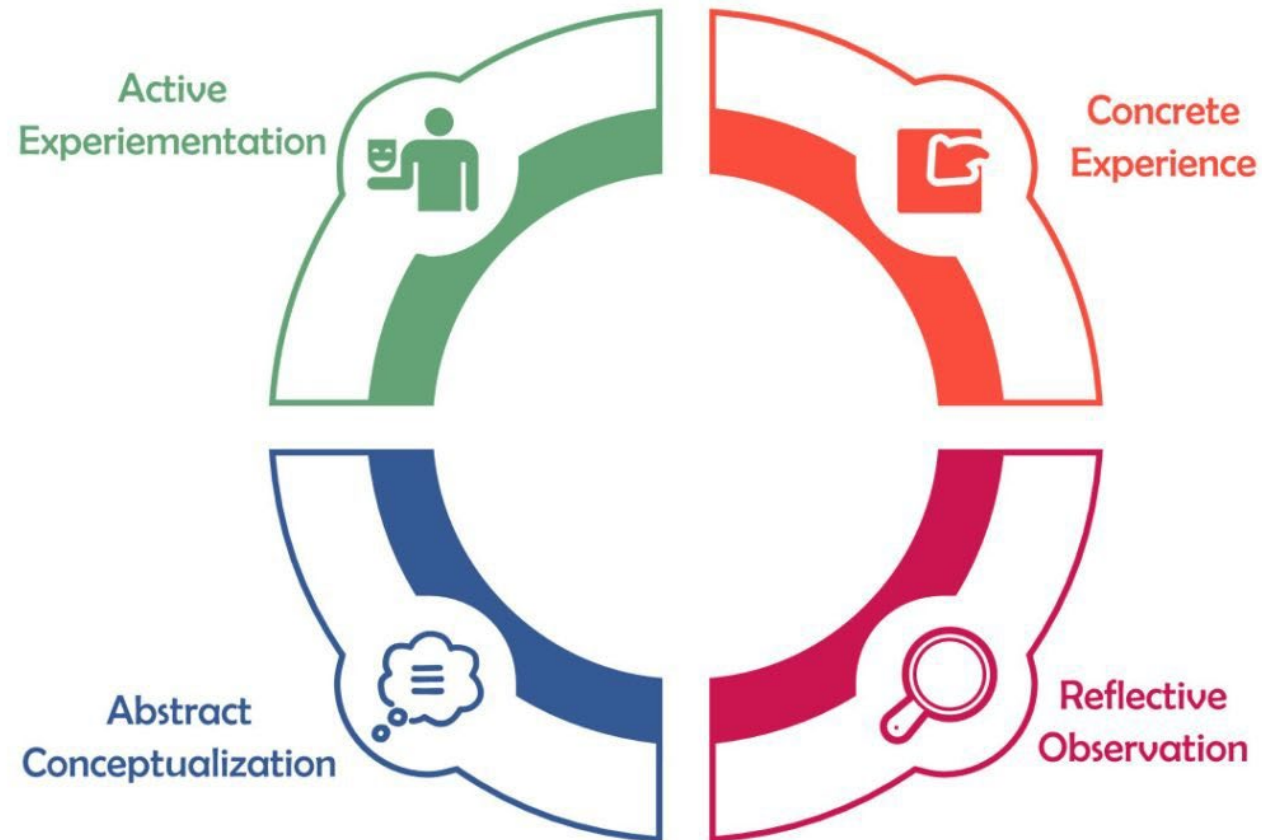 Active
Experiementation
Concrete
Experience
Abstract
Conceptualization
Reflective
Observation